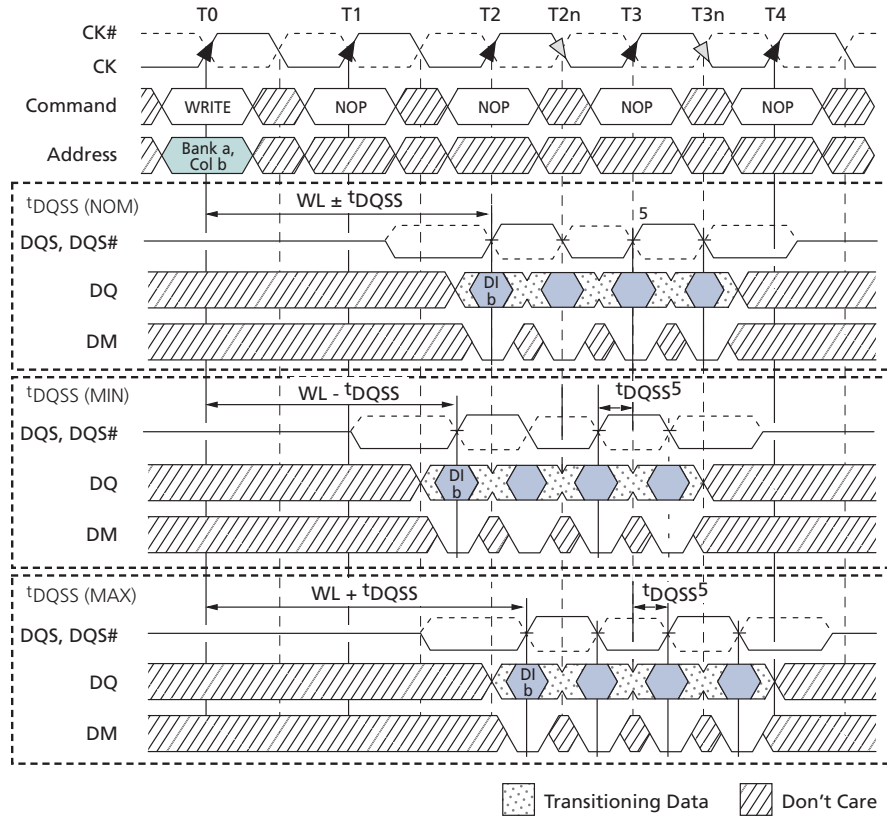 T0 T1 T2 T2n T3 T3n T4
CK#
CK
Command WRITE NOP NOP NOP NOP
Address Bank a, Col b
tDQSS (NOM) WL ± tDQSS 5
DQS, DQS#
DQ DI b
DM
tDQSS (MIN) WL - tDQSS tDQSS5
DQS, DQS#
DQ DI b
DM
tDQSS (MAX) WL + tDQSS tDQSS5
DQS, DQS#
DQ DI b
DM
Transitioning Data Don't Care